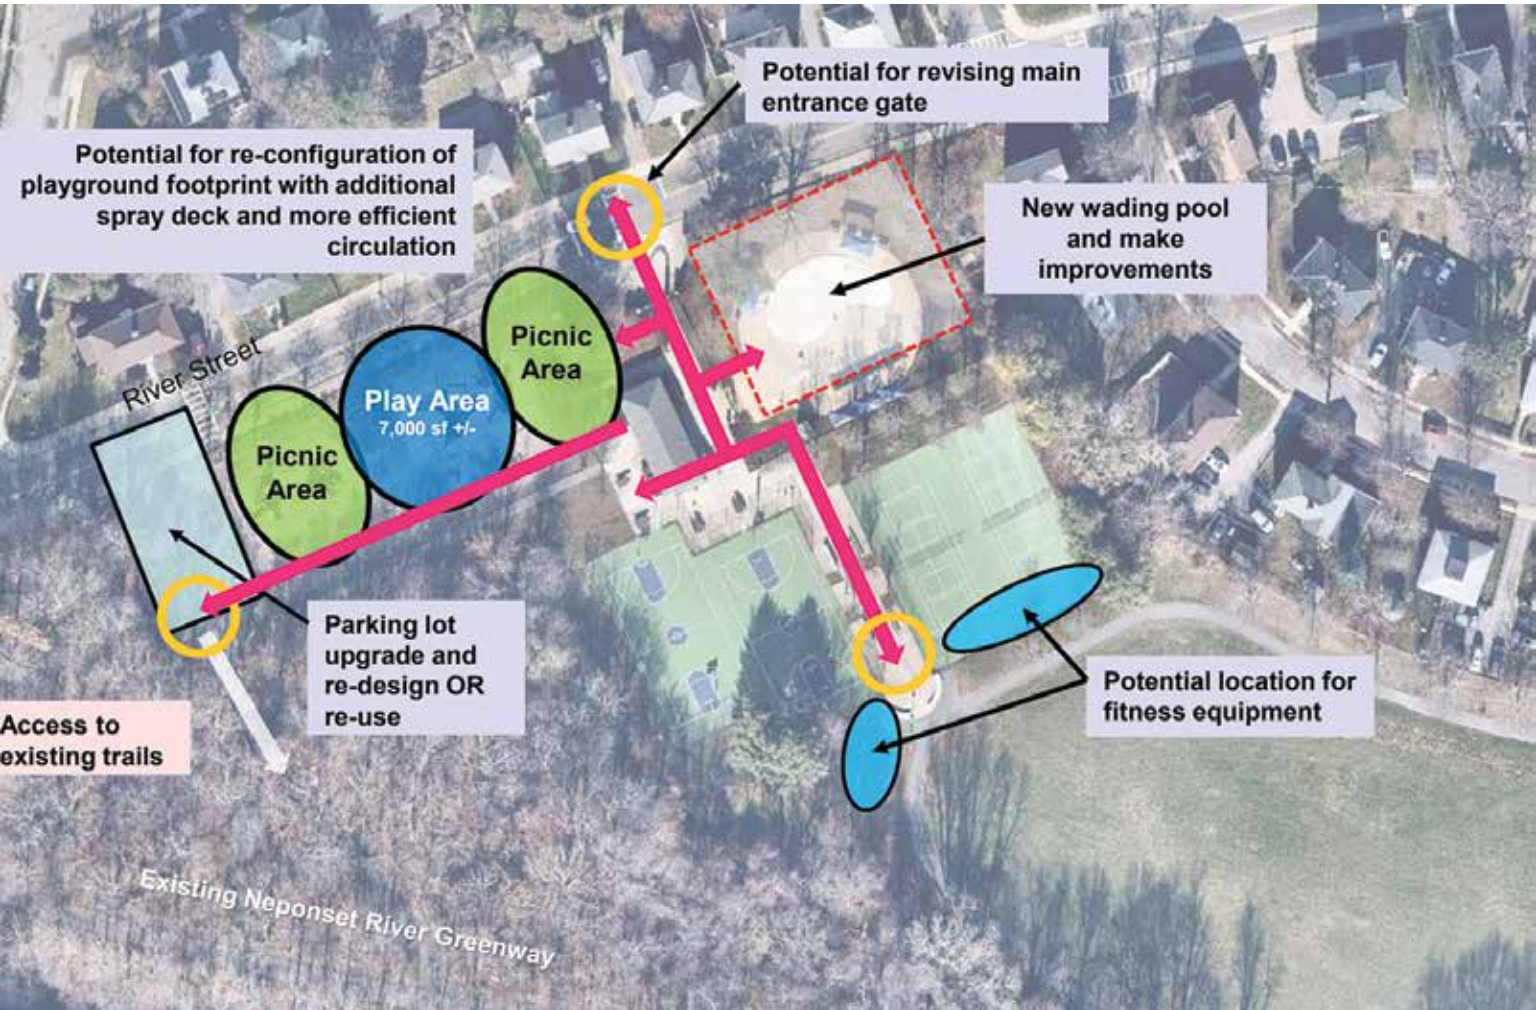 Potential for revising main
entrance gate
Potential for re-configuration of
playground footprint with additional
spray deck and more efficient
circulation
New wading pool
and make
improvements
Picnic
Area
River Street
Play Area
7,000 sf +/-
Picnic
Area
Parking lot
upgrade and
re-design OR
re-use
Potential location for
fitness equipment
Access to
existing trails
Existing Neponset River Greenway